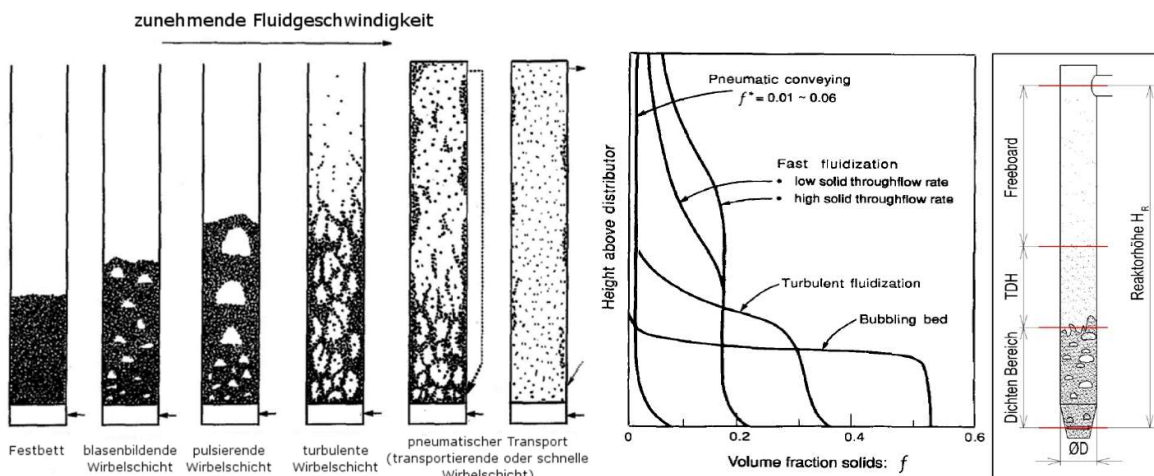 zunehmende Fluidgeschwindigkeit
Festbett
blasenbildende
Wirbelschicht
pulsierende
Wirbelschicht
turbulente
Wirbelschicht
pneumatischer Transport
(transportierende oder schnelle
Wirbelschicht)
Height above distributor
Pneumatic conveying
f* = 0.01 ~ 0.06
Fast fluidization
• low solid throughflow rate
• high solid throughflow rate
Turbulent fluidization
Bubbling bed
0
0.2
0.4
0.6
Volume fraction solids: f
Freeboard
TDH
Dichten Bereich
Reaktorhöhe H_R
ØD